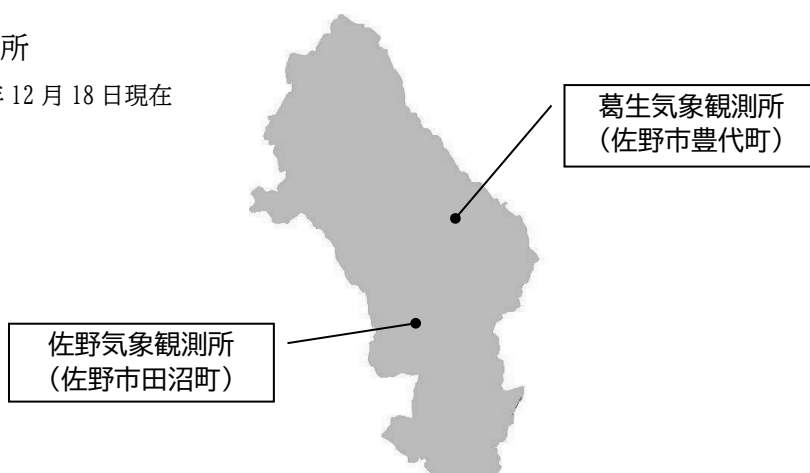 所
年 12 月 18 日現在
葛生気象観測所
（佐野市豊代町）
佐野気象観測所
（佐野市田沼町）